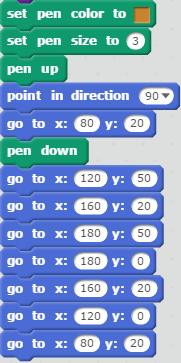 set pen color to
set pen size to 3
pen up
point in direction 90▼
go to x: 80 y: 20
pen down
go to x: 120 y: 50
go to x: 160 y: 20
go to x: 180 y: 50
go to x: 180 y: 0
go to x: 160 y: 20
go to x: 120 y: 0
go to x: 80 y: 20